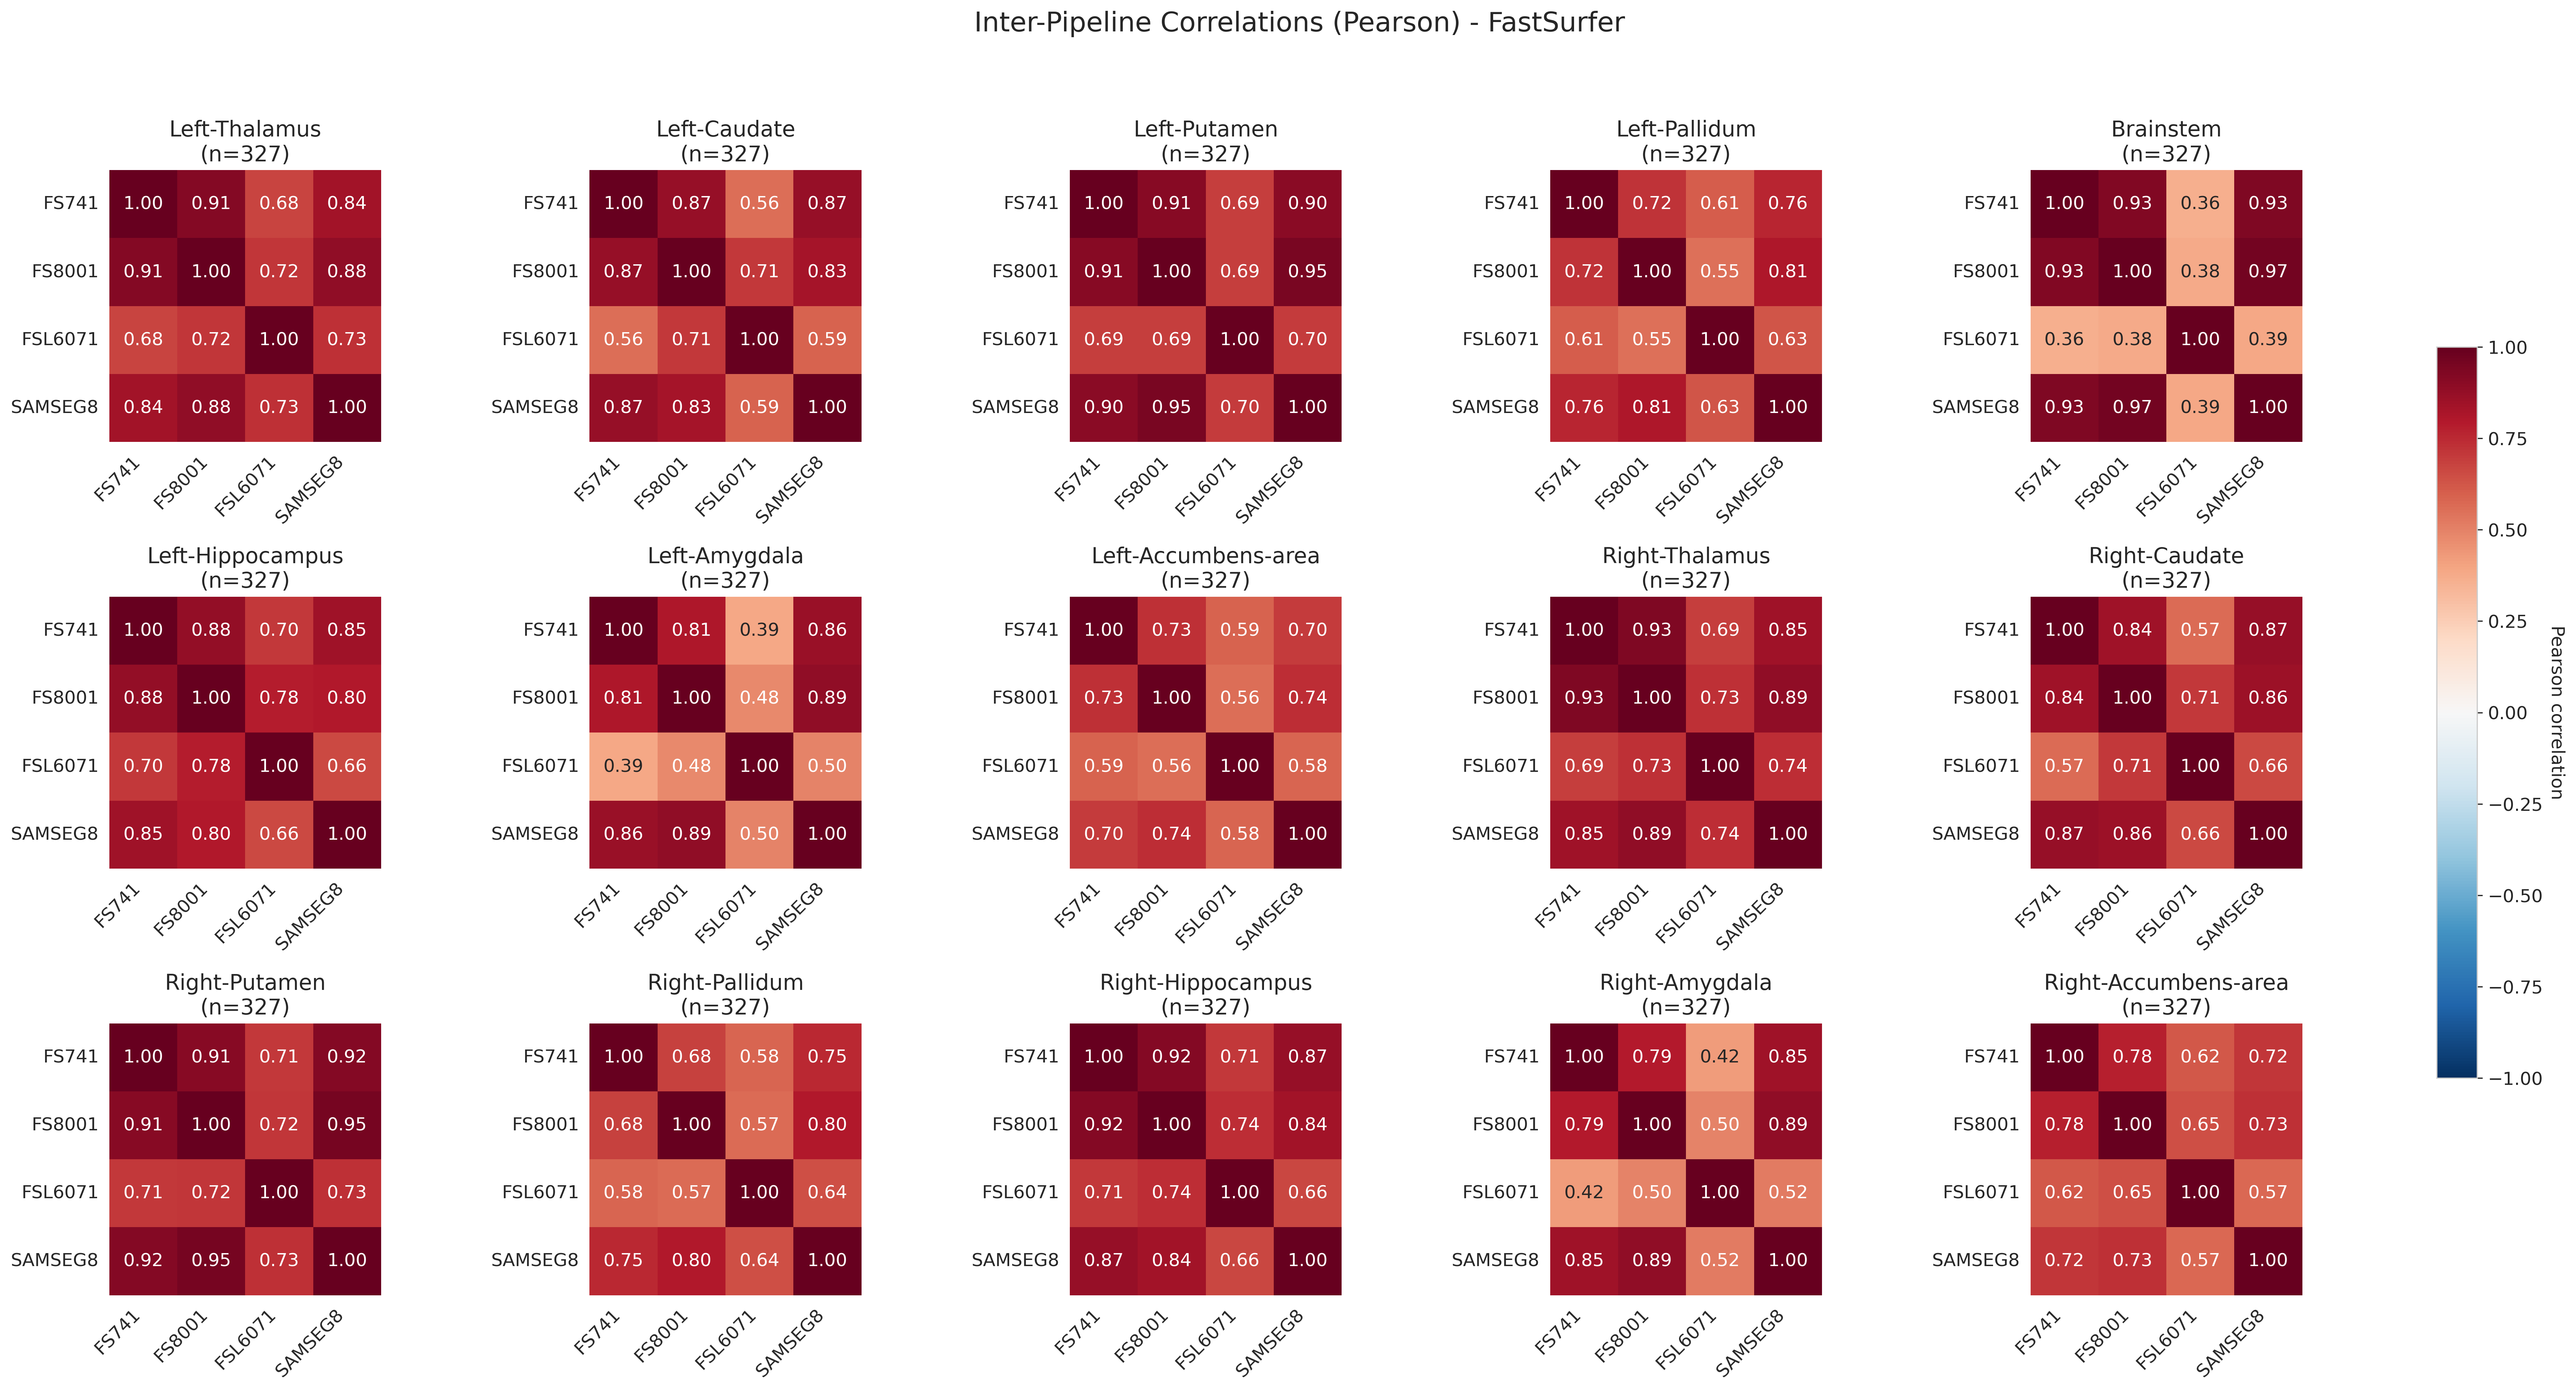 Inter-Pipeline Correlations (Pearson) - FastSurfer
Left-Thalamus
(n=327)
FS741 1.00 0.91 0.68 0.84
FS8001 0.91 1.00 0.72 0.88
FSL6071 0.68 0.72 1.00 0.73
SAMSEG8 0.84 0.88 0.73 1.00
FS741 FS8001 FSL6071 SAMSEG8
Left-Caudate
(n=327)
FS741 1.00 0.87 0.56 0.87
FS8001 0.87 1.00 0.71 0.83
FSL6071 0.56 0.71 1.00 0.59
SAMSEG8 0.87 0.83 0.59 1.00
FS741 FS8001 FSL6071 SAMSEG8
Left-Putamen
(n=327)
FS741 1.00 0.91 0.69 0.90
FS8001 0.91 1.00 0.69 0.95
FSL6071 0.69 0.69 1.00 0.70
SAMSEG8 0.90 0.95 0.70 1.00
FS741 FS8001 FSL6071 SAMSEG8
Left-Pallidum
(n=327)
FS741 1.00 0.72 0.61 0.76
FS8001 0.72 1.00 0.55 0.81
FSL6071 0.61 0.55 1.00 0.63
SAMSEG8 0.76 0.81 0.63 1.00
FS741 FS8001 FSL6071 SAMSEG8
Brainstem
(n=327)
FS741 1.00 0.93 0.36 0.93
FS8001 0.93 1.00 0.38 0.97
FSL6071 0.36 0.38 1.00 0.39
SAMSEG8 0.93 0.97 0.39 1.00
FS741 FS8001 FSL6071 SAMSEG8
Left-Hippocampus
(n=327)
FS741 1.00 0.88 0.70 0.85
FS8001 0.88 1.00 0.78 0.80
FSL6071 0.70 0.78 1.00 0.66
SAMSEG8 0.85 0.80 0.66 1.00
FS741 FS8001 FSL6071 SAMSEG8
Left-Amygdala
(n=327)
FS741 1.00 0.81 0.39 0.86
FS8001 0.81 1.00 0.48 0.89
FSL6071 0.39 0.48 1.00 0.50
SAMSEG8 0.86 0.89 0.50 1.00
FS741 FS8001 FSL6071 SAMSEG8
Left-Accumbens-area
(n=327)
FS741 1.00 0.73 0.59 0.70
FS8001 0.73 1.00 0.56 0.74
FSL6071 0.59 0.56 1.00 0.58
SAMSEG8 0.70 0.74 0.58 1.00
FS741 FS8001 FSL6071 SAMSEG8
Right-Thalamus
(n=327)
FS741 1.00 0.93 0.69 0.85
FS8001 0.93 1.00 0.73 0.89
FSL6071 0.69 0.73 1.00 0.74
SAMSEG8 0.85 0.89 0.74 1.00
FS741 FS8001 FSL6071 SAMSEG8
Right-Caudate
(n=327)
FS741 1.00 0.84 0.57 0.87
FS8001 0.84 1.00 0.71 0.86
FSL6071 0.57 0.71 1.00 0.66
SAMSEG8 0.87 0.86 0.66 1.00
FS741 FS8001 FSL6071 SAMSEG8
Right-Putamen
(n=327)
FS741 1.00 0.91 0.71 0.92
FS8001 0.91 1.00 0.72 0.95
FSL6071 0.71 0.72 1.00 0.73
SAMSEG8 0.92 0.95 0.73 1.00
FS741 FS8001 FSL6071 SAMSEG8
Right-Pallidum
(n=327)
FS741 1.00 0.68 0.58 0.75
FS8001 0.68 1.00 0.57 0.80
FSL6071 0.58 0.57 1.00 0.64
SAMSEG8 0.75 0.80 0.64 1.00
FS741 FS8001 FSL6071 SAMSEG8
Right-Hippocampus
(n=327)
FS741 1.00 0.92 0.71 0.87
FS8001 0.92 1.00 0.74 0.84
FSL6071 0.71 0.74 1.00 0.66
SAMSEG8 0.87 0.84 0.66 1.00
FS741 FS8001 FSL6071 SAMSEG8
Right-Amygdala
(n=327)
FS741 1.00 0.79 0.42 0.85
FS8001 0.79 1.00 0.50 0.89
FSL6071 0.42 0.50 1.00 0.52
SAMSEG8 0.85 0.89 0.52 1.00
FS741 FS8001 FSL6071 SAMSEG8
Right-Accumbens-area
(n=327)
FS741 1.00 0.78 0.62 0.72
FS8001 0.78 1.00 0.65 0.73
FSL6071 0.62 0.65 1.00 0.57
SAMSEG8 0.72 0.73 0.57 1.00
FS741 FS8001 FSL6071 SAMSEG8
1.00
0.75
0.50
0.25
0.00
−0.25
−0.50
−0.75
−1.00
Pearson correlation